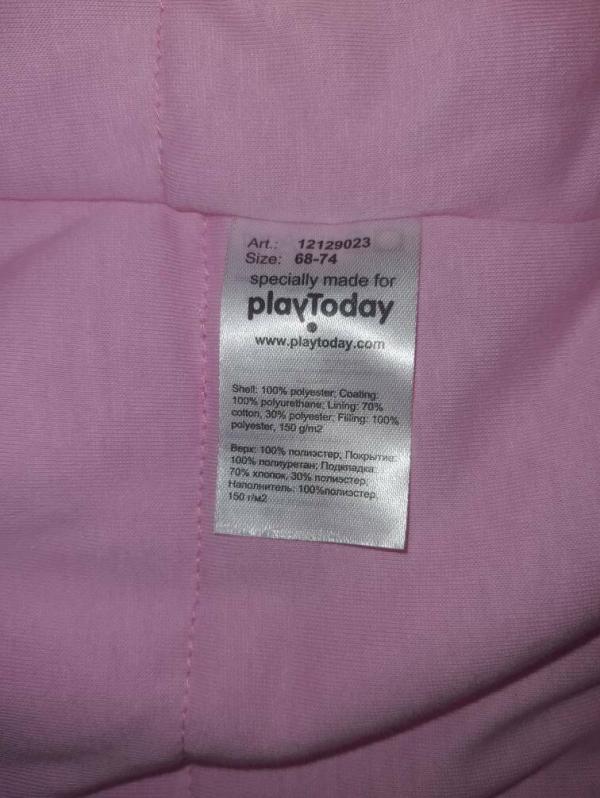 Art.: 12129023
Size: 68-74
specially made for
playToday
www.playtoday.com
Shell: 100% polyester; Coating:
100% polyurethane; Lining: 70%
cotton, 30% polyester; Filling: 100%
polyester, 150 g/m2
Верх: 100% полиэстер; Покрытие:
100% полиуретан; Подкладка:
70% хлопок, 30% полиэстер;
Наполнитель: 100%полиэстер,
150 г/м2